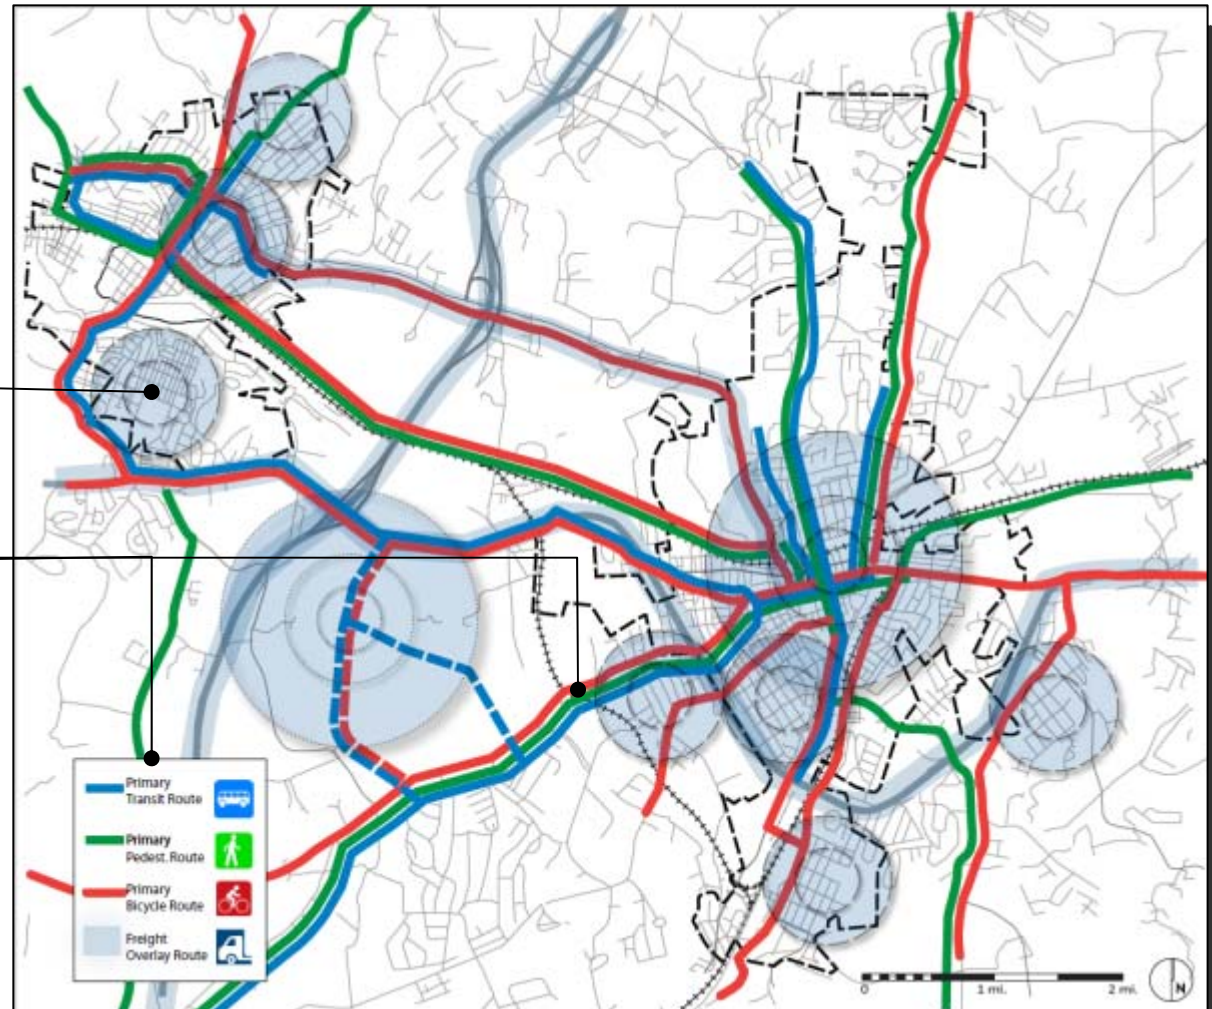 Primary
Transit Route
Primary
Pedest. Route
Primary
Bicycle Route
Freight
Overlay Route
0 1 mi. 2 mi.
N